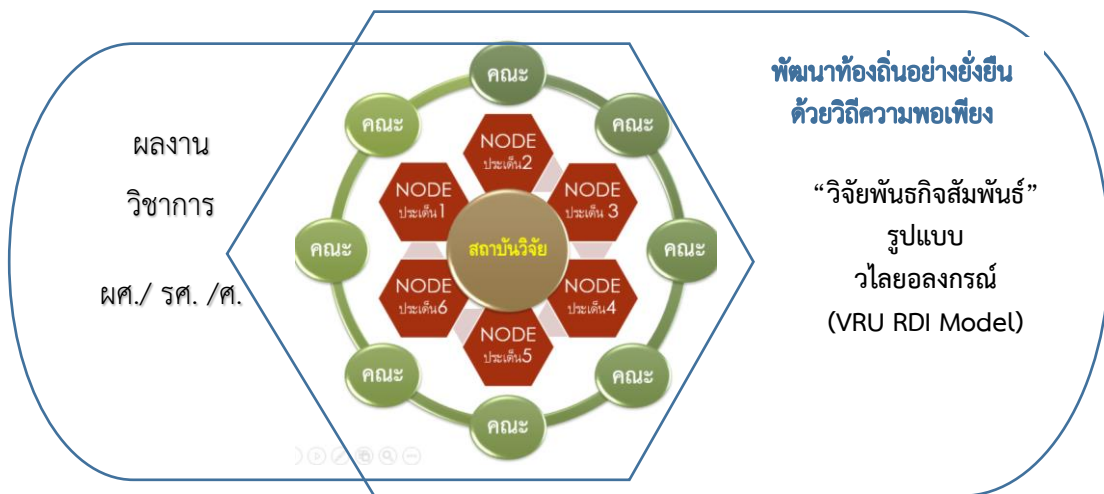 ผลงาน
วิชาการ
ผศ./ รศ. /ศ.
คณะ
คณะ
คณะ
คณะ
คณะ
คณะ
คณะ
คณะ
NODE
ประเด็น1
NODE
ประเด็น2
NODE
ประเด็น 3
NODE
ประเด็น4
NODE
ประเด็น5
NODE
ประเด็น6
สถาบันวิจัย
พัฒนาท้องถิ่นอย่างยั่งยืน
ด้วยวิถีความพอเพียง
“วิจัยพันธกิจสัมพันธ์”
รูปแบบ
วไลยอลงกรณ์
(VRU RDI Model)